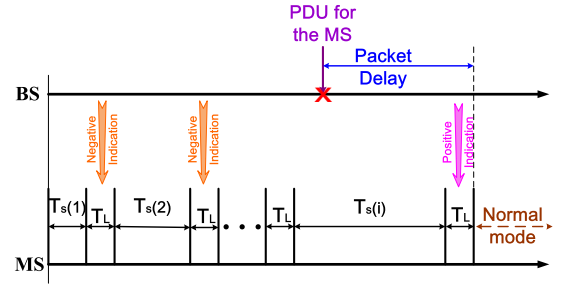 PDU for
the MS
Packet
Delay
BS
Negative
Indication
Negative
Indication
Positive
Indication
Ts(1)
TL
Ts(2)
TL
• • •
TL
Ts(i)
TL
Normal
mode
MS